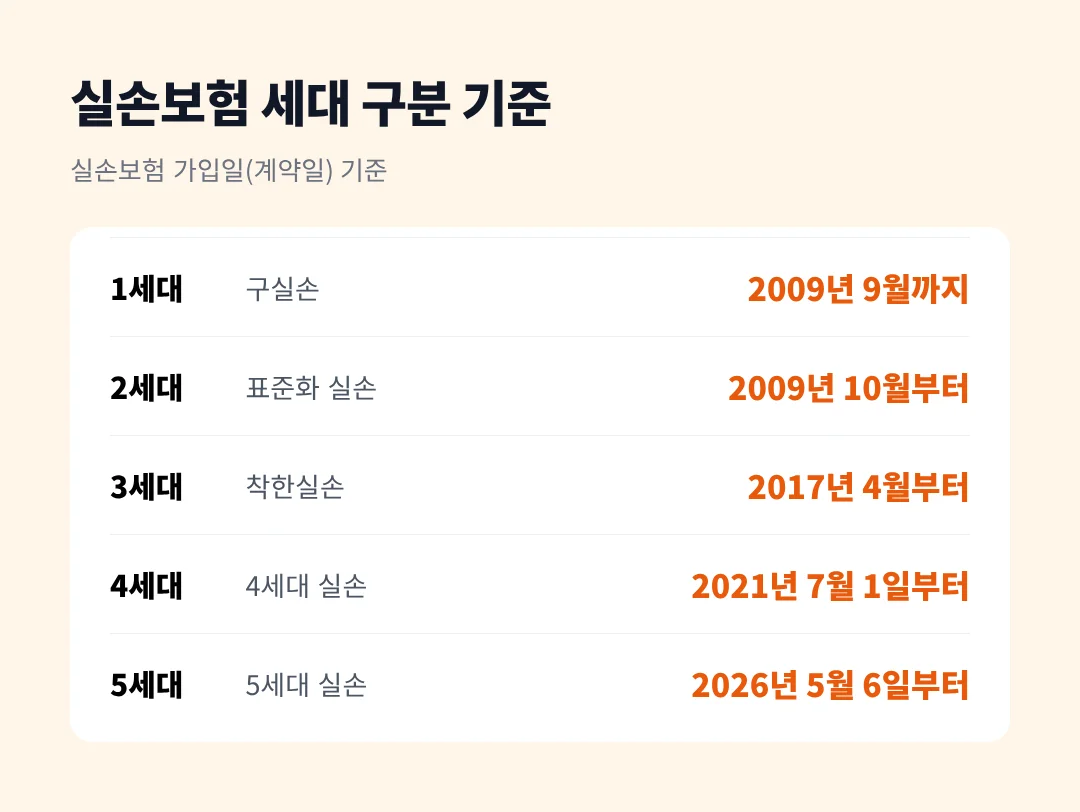 실손보험 세대 구분 기준
실손보험 가입일(계약일) 기준
1세대 구실손 2009년 9월까지
2세대 표준화 실손 2009년 10월부터
3세대 착한실손 2017년 4월부터
4세대 4세대 실손 2021년 7월 1일부터
5세대 5세대 실손 2026년 5월 6일부터